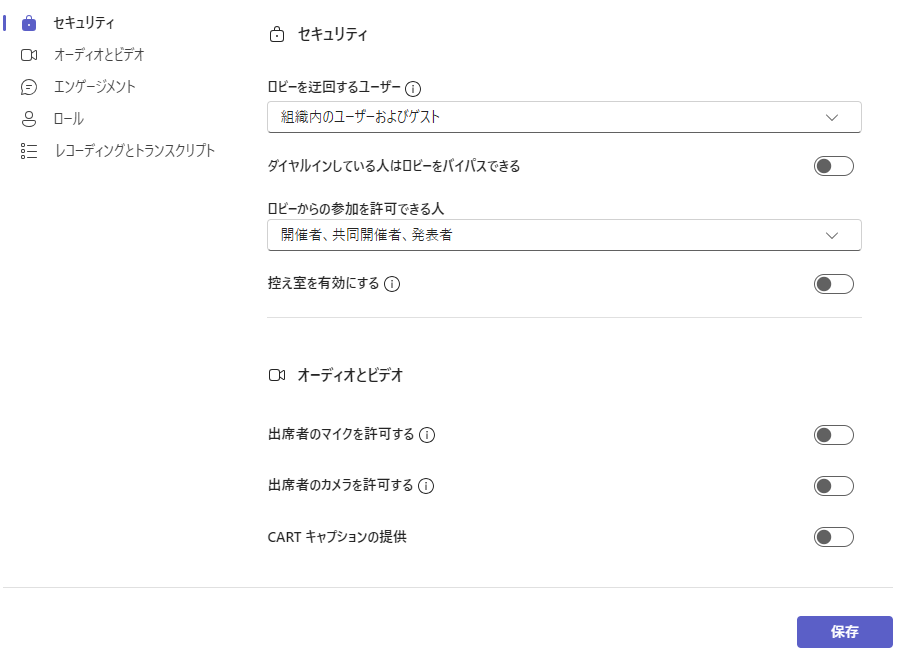 セキュリティ
オーディオとビデオ
エンゲージメント
ロール
レコーディングとトランスクリプト
セキュリティ
ロビーを迂回するユーザー
組織内のユーザーおよびゲスト
ダイヤルインしている人はロビーをバイパスできる
ロビーからの参加を許可できる人
開催者、共同開催者、発表者
控え室を有効にする
オーディオとビデオ
出席者のマイクを許可する
出席者のカメラを許可する
CART キャプションの提供
保存